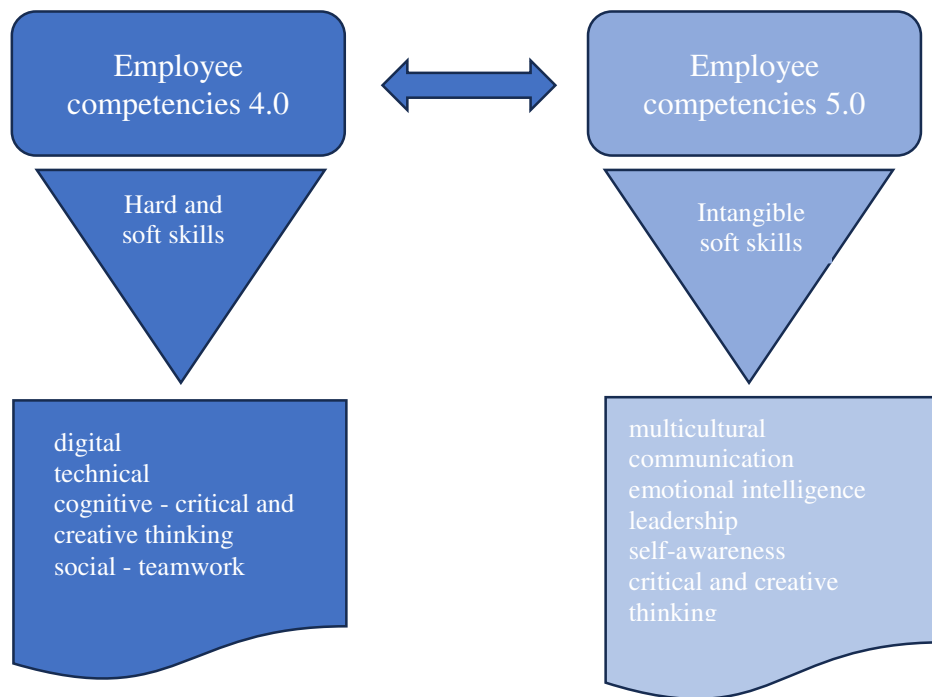 Employee
competencies 4.0
Employee
competencies 5.0
Hard and
soft skills
Intangible
soft skills
digital
technical
cognitive - critical and
creative thinking
social - teamwork
multicultural
communication
emotional intelligence
leadership
self-awareness
critical and creative
thinking